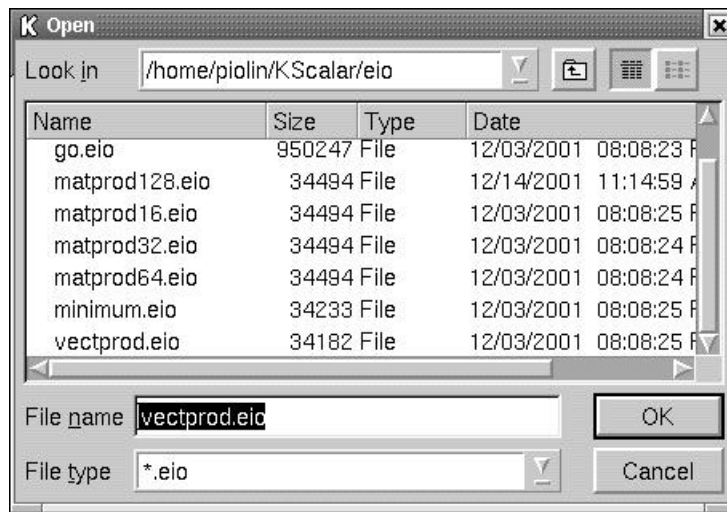 K Open
Look in /home/piolin/KScalar/eio
Name Size Type Date
go.eio 950247 File 12/03/2001 08:08:23
matprod128.eio 34494 File 12/14/2001 11:14:59
matprod16.eio 34494 File 12/03/2001 08:08:25
matprod32.eio 34494 File 12/03/2001 08:08:24
matprod64.eio 34494 File 12/03/2001 08:08:24
minimum.eio 34233 File 12/03/2001 08:08:25
vectprod.eio 34182 File 12/03/2001 08:08:25
File name vectprod.eio OK
File type *.eio Cancel